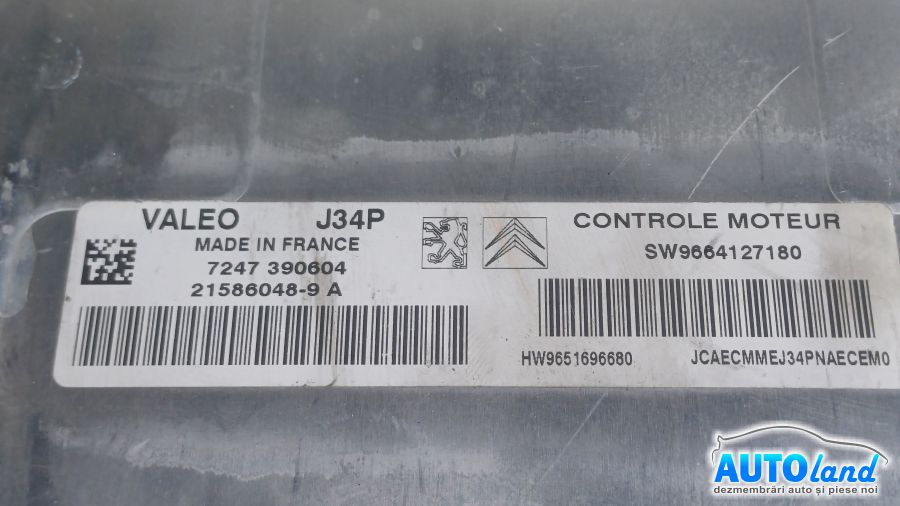 VALEO J34P
MADE IN FRANCE
7247 390604
21586048-9 A
CONTROLE MOTEUR
SW9664127180
HW9651696680 JCAECMMEJ34PNAECEM0
AUTOland
dezmembrări auto și piese noi